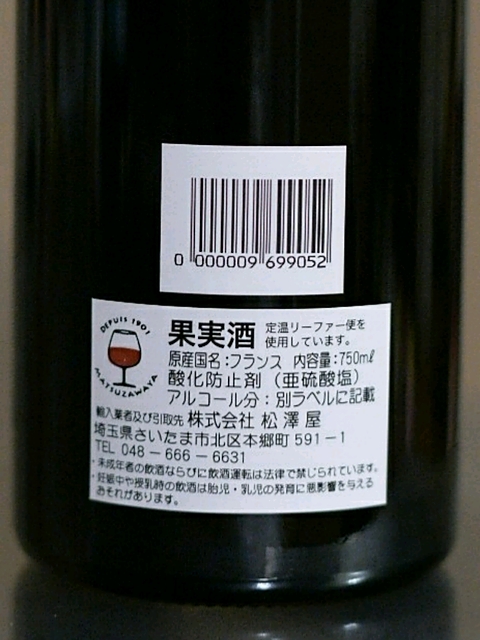 0 000009 699052
DEPUIS 1901
MATSUZAWAYA
果実酒 定温リーファー便を
使用しています。
原産国名:フランス 内容量:750mℓ
酸化防止剤(亜硫酸塩)
アルコール分:別ラベルに記載
輸入業者及び引取先 株式会社 松澤屋
埼玉県さいたま市北区本郷町 591-1
TEL 048-666-6631
・未成年者の飲酒ならびに飲酒運転は法律で禁じられています。
・妊娠中や授乳時の飲酒は胎児・乳児の発育に悪影響を与える
おそれがあります。